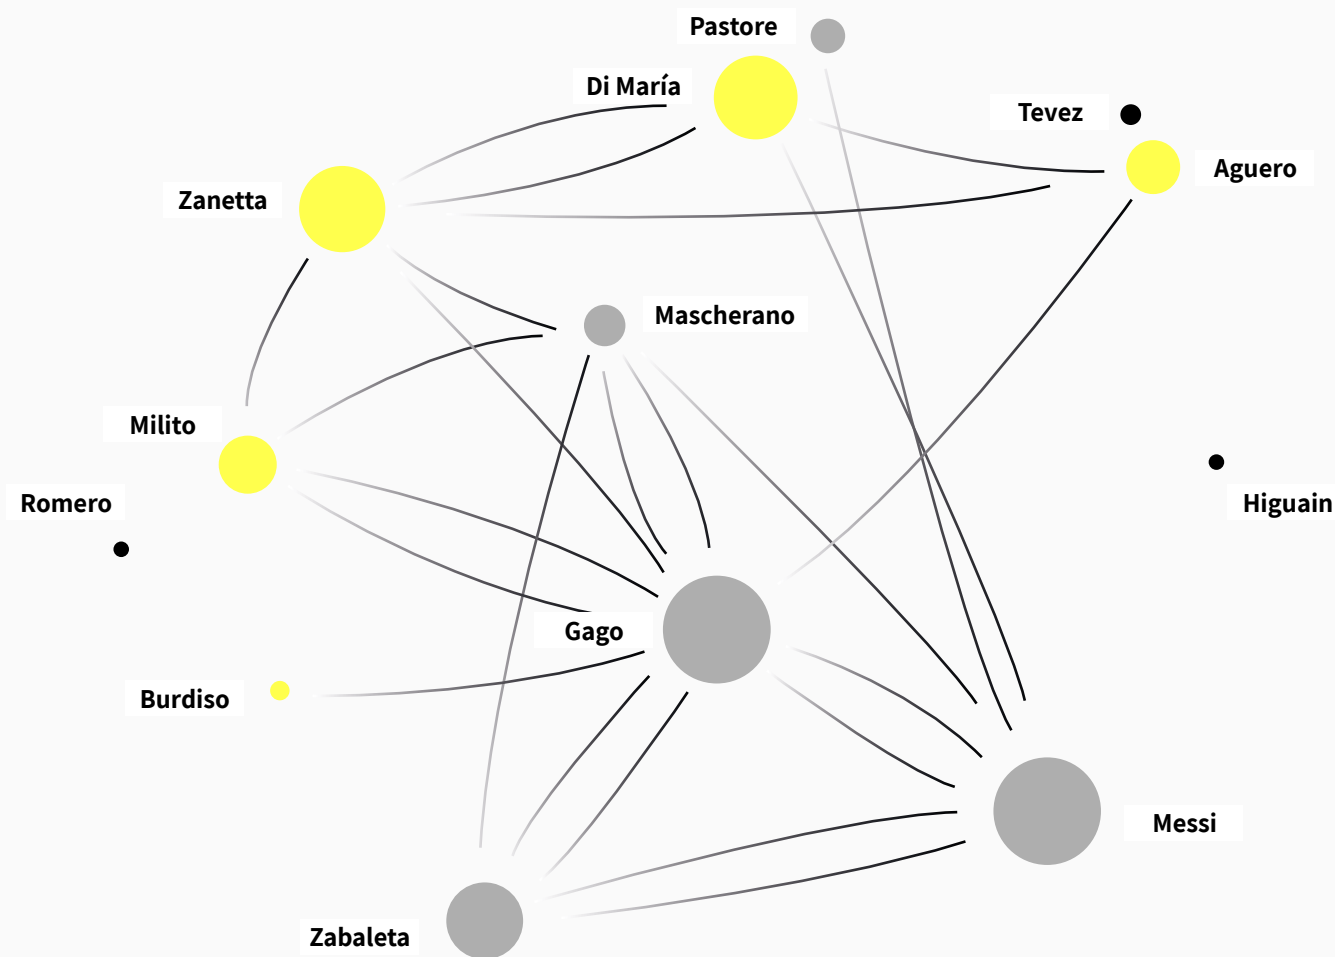 Pastore
Di María
Tevez
Aguero
Zanetta
Mascherano
Milito
Romero
Higuain
Gago
Burdiso
Messi
Zabaleta